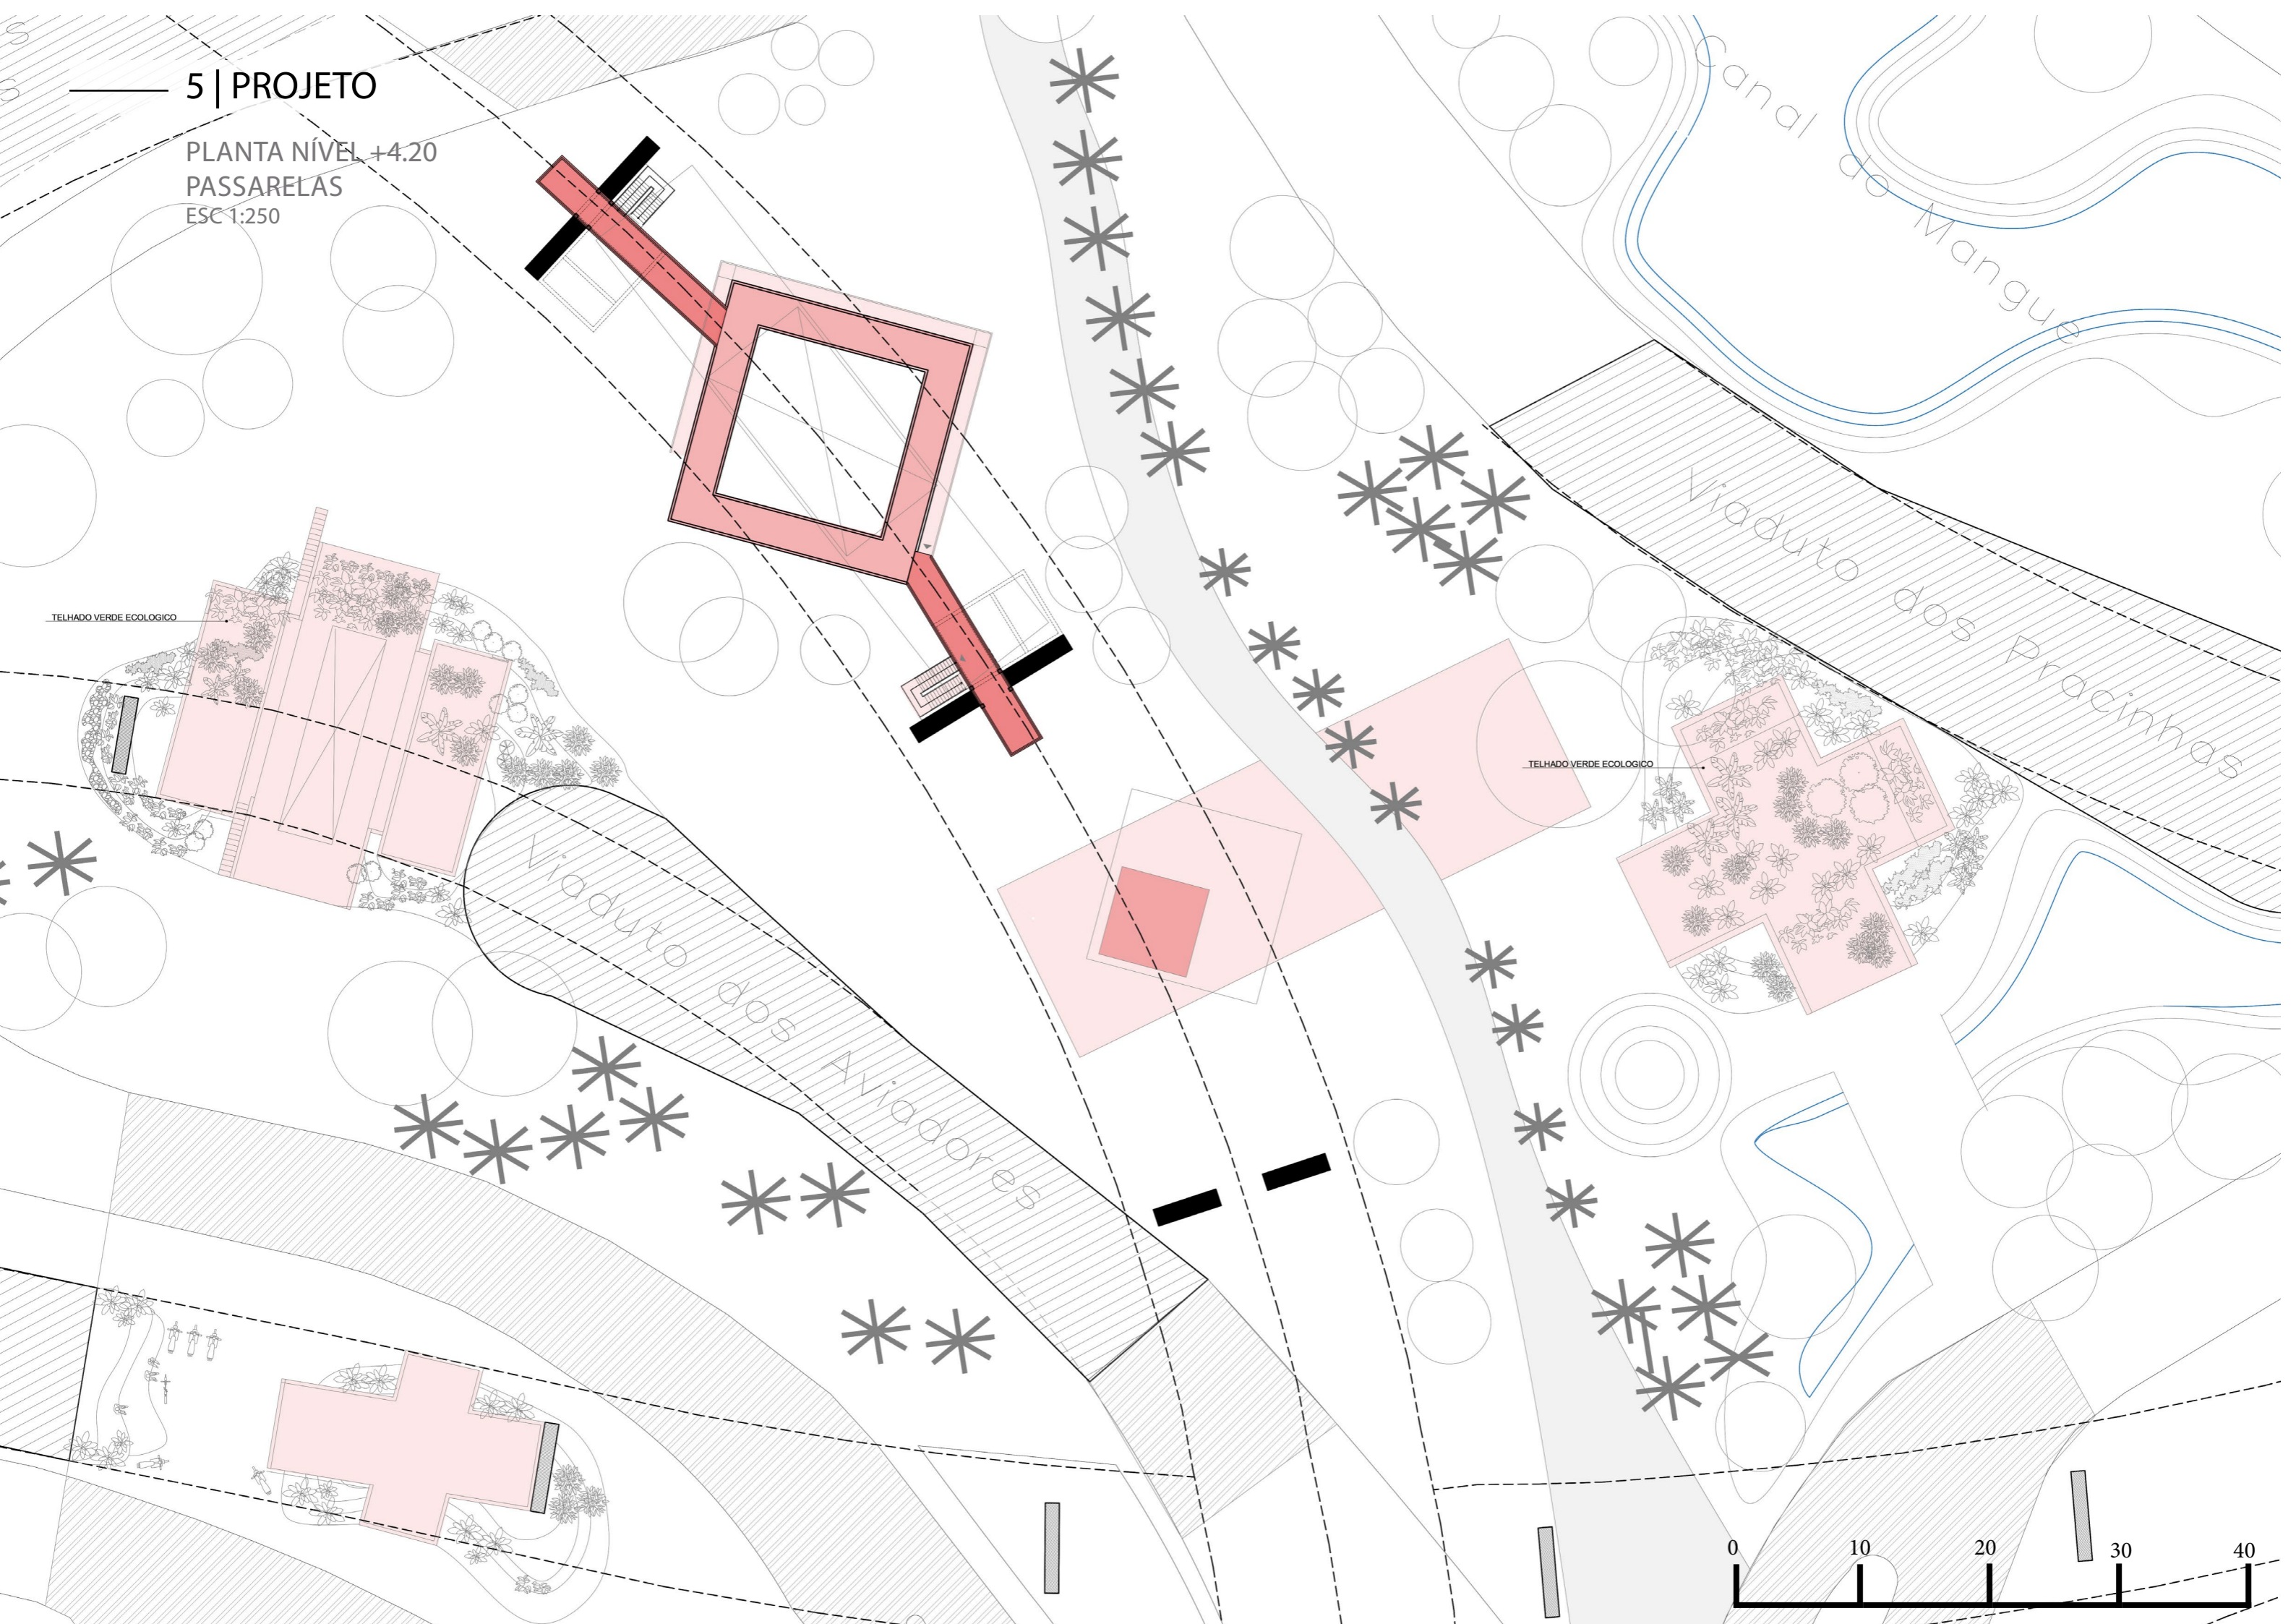 5 | PROJETO
PLANTA NÍVEL +4.20
PASSARELAS
ESC 1:250
Canal do Mangue
Viaduto dos Pracinhas
TELHADO VERDE ECOLOGICO
TELHADO VERDE ECOLOGICO
Viaduto dos Aviadores
0 10 20 30 40